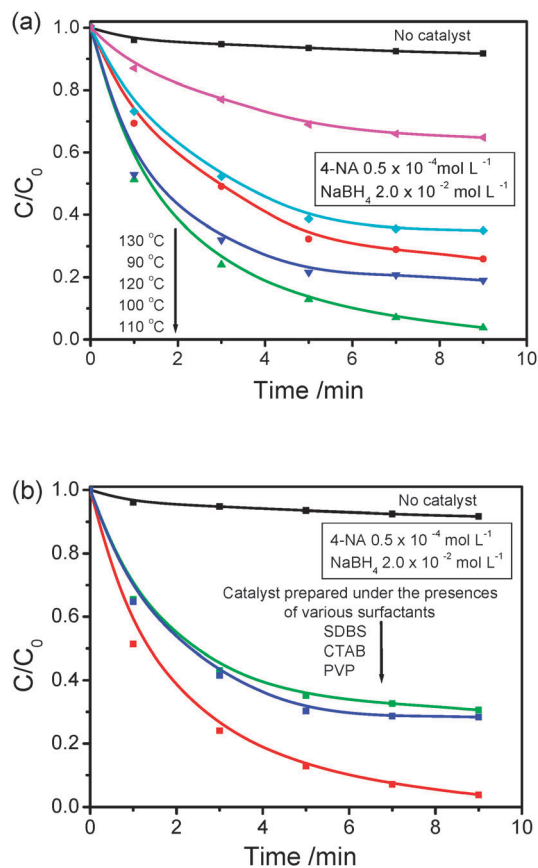 (a)
1.0
0.8
0.6
0.4
0.2
0.0
C/C₀
No catalyst
4-NA 0.5 x 10⁻⁴mol L⁻¹
NaBH₄ 2.0 x 10⁻² mol L⁻¹
130 °C
90 °C
120 °C
100 °C
110 °C
0 2 4 6 8 10
Time /min
(b)
1.0
0.8
0.6
0.4
0.2
0.0
C/C₀
No catalyst
4-NA 0.5 x 10⁻⁴ mol L⁻¹
NaBH₄ 2.0 x 10⁻² mol L⁻¹
Catalyst prepared under the presences
of various surfactants
SDBS
CTAB
PVP
0 2 4 6 8 10
Time /min